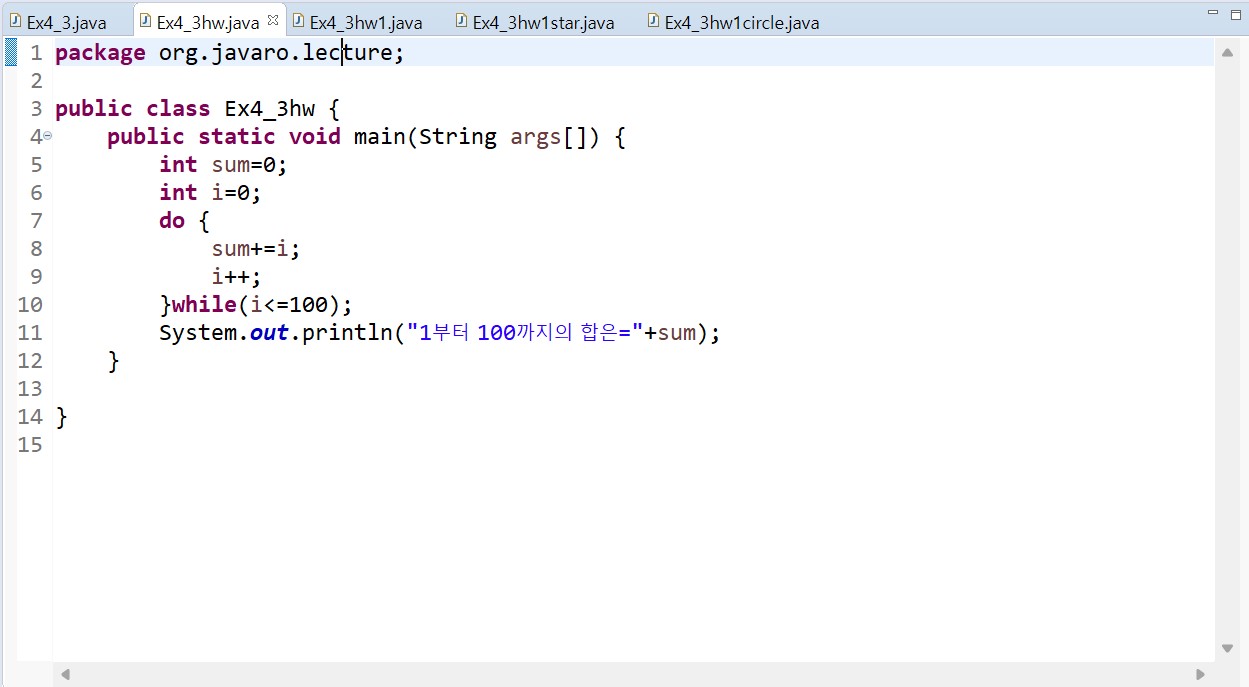 Ex4_3.java Ex4_3hw.java Ex4_3hw1.java Ex4_3hw1star.java Ex4_3hw1circle.java
1 package org.javaro.lecture;
2
3 public class Ex4_3hw {
4     public static void main(String args[]) {
5         int sum=0;
6         int i=0;
7         do {
8             sum+=i;
9             i++;
10         }while(i<=100);
11         System.out.println("1부터 100까지의 합은="+sum);
12     }
13
14 }
15